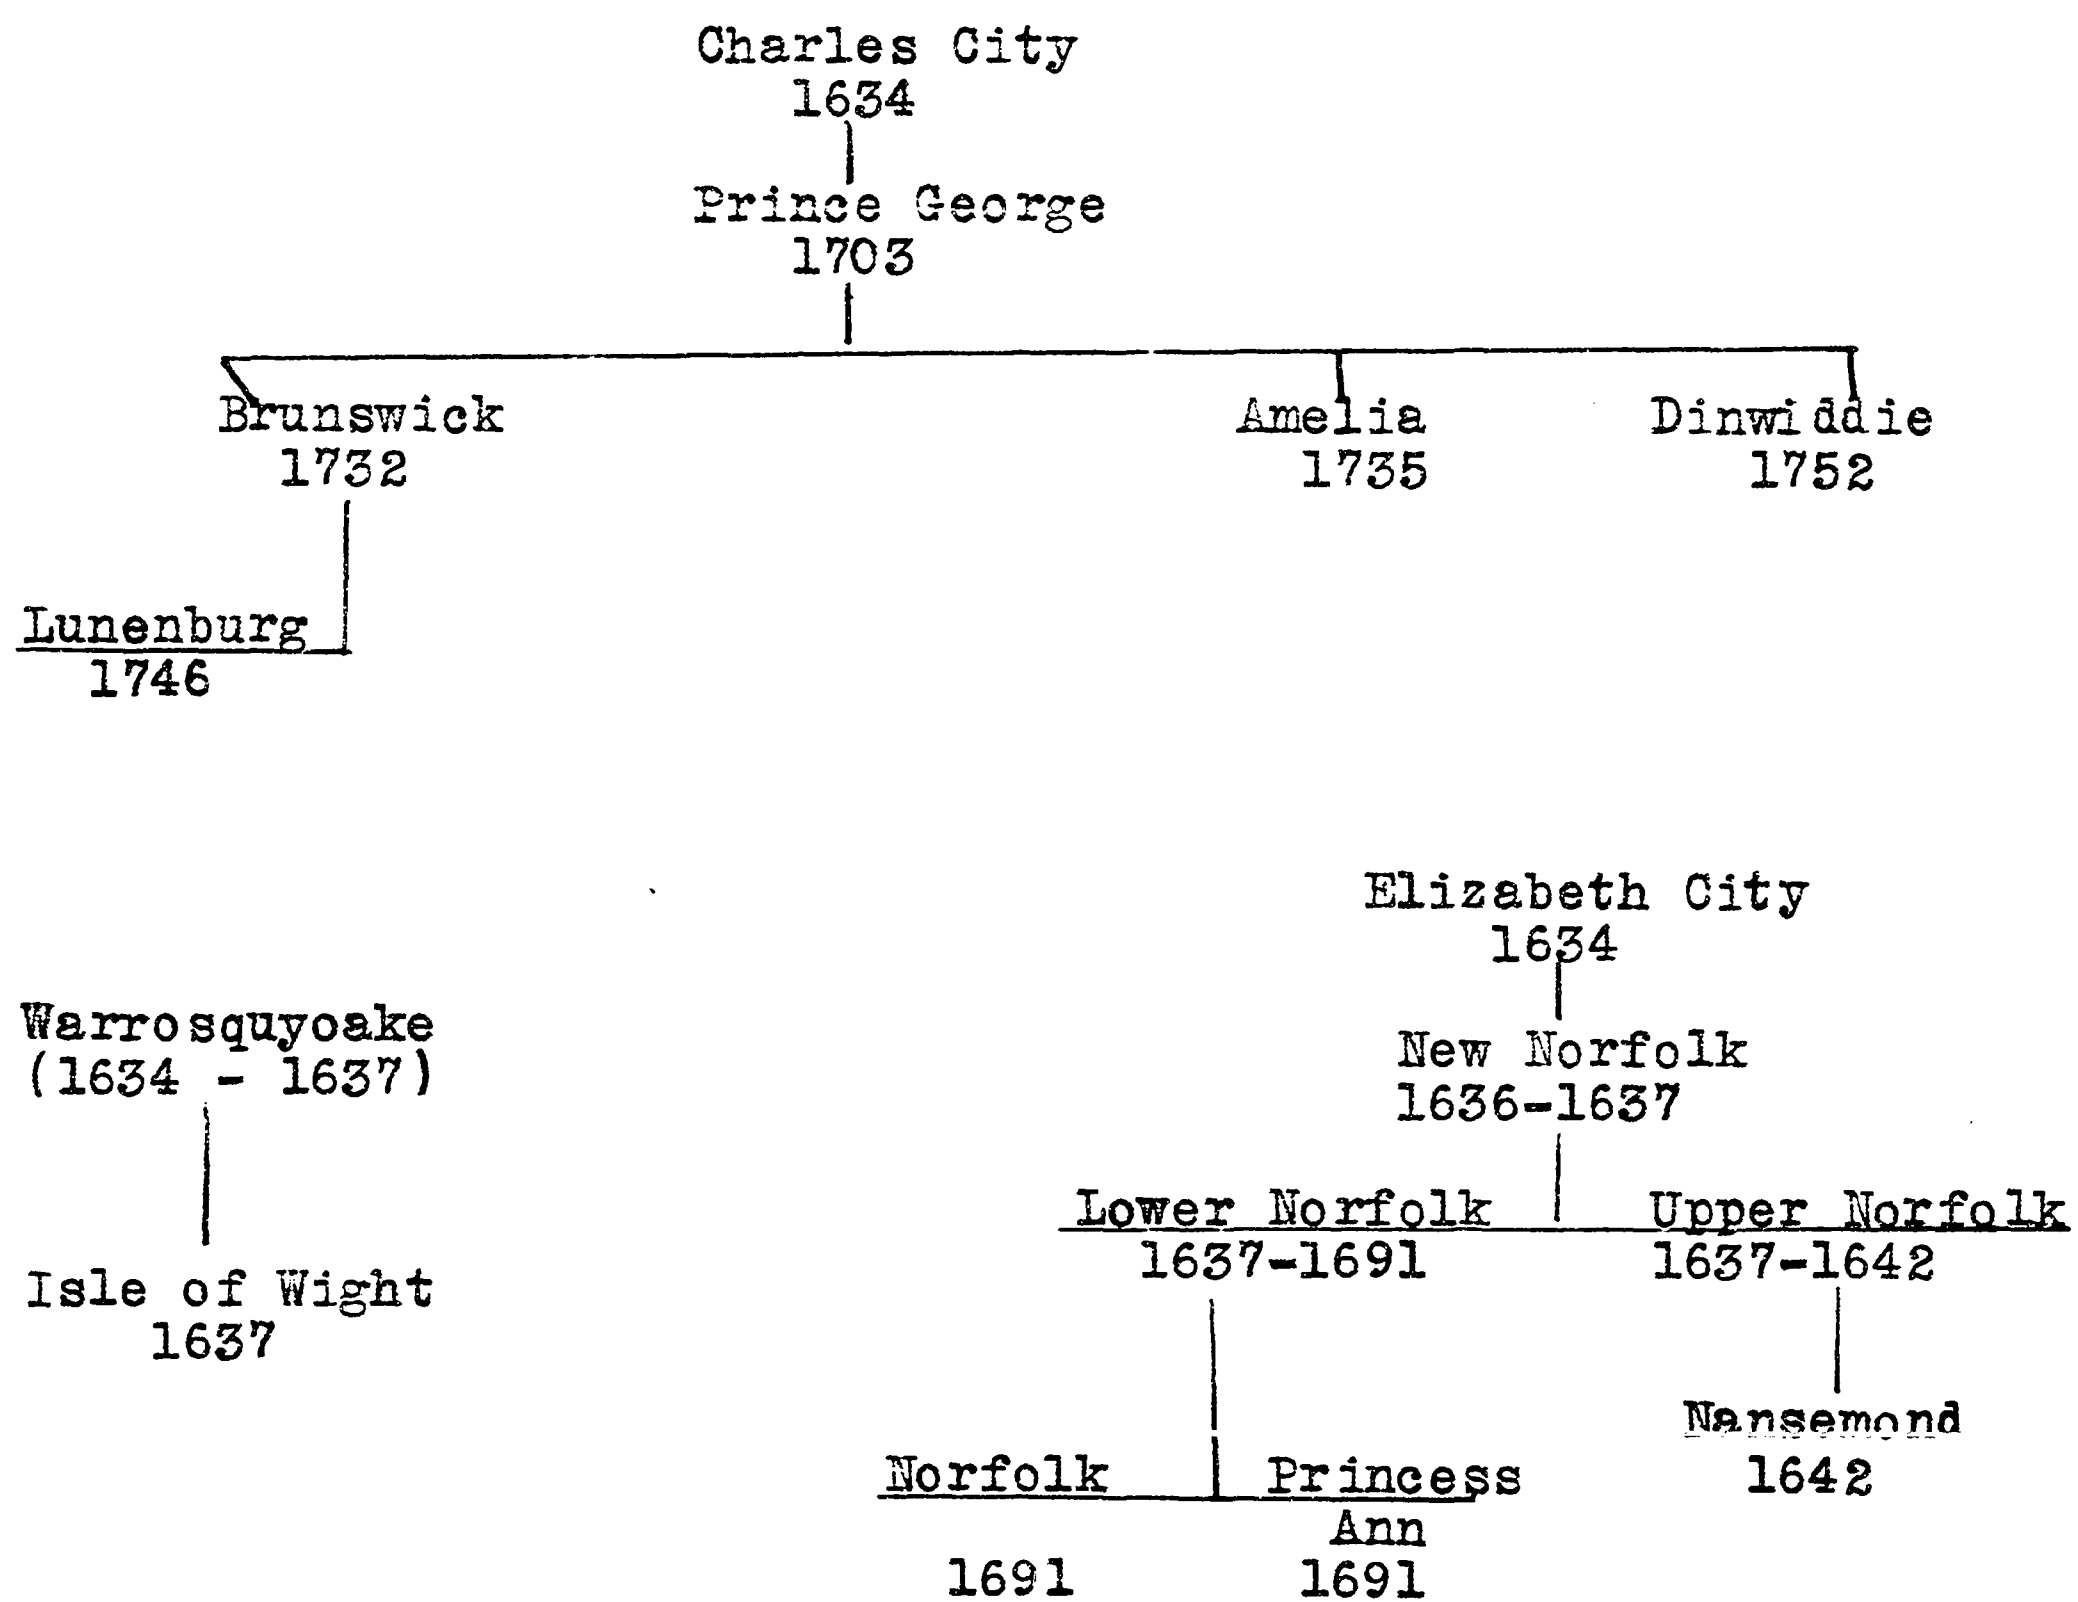 Charles City
1634
Prince George
1703
Brunswick
1732
Amelia
1735
Dinwiddie
1752
Lunenburg
1746
Elizabeth City
1634
Warrosquyoake
(1634 - 1637)
New Norfolk
1636-1637
Lower Norfolk
1637-1691
Upper Norfolk
1637-1642
Isle of Wight
1637
Nansemond
1642
Norfolk
1691
Princess
Ann
1691